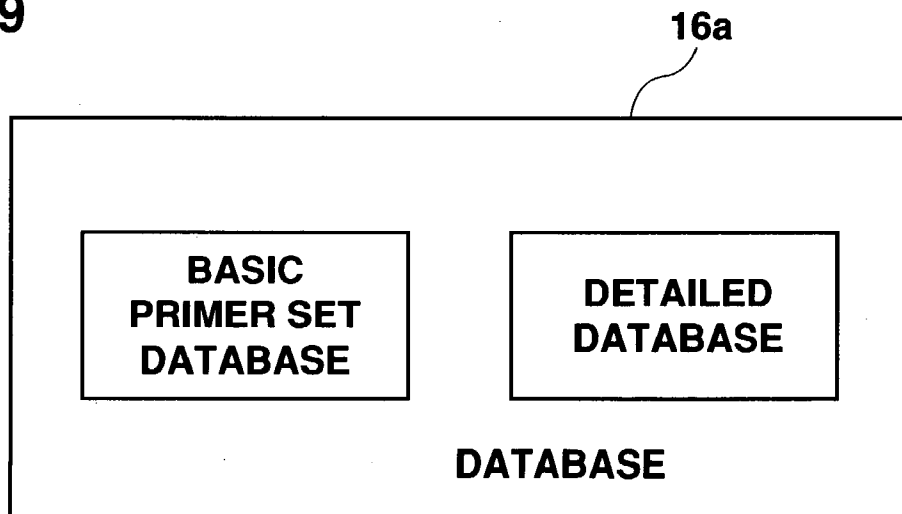 9
16a
BASIC
PRIMER SET
DATABASE
DETAILED
DATABASE
DATABASE